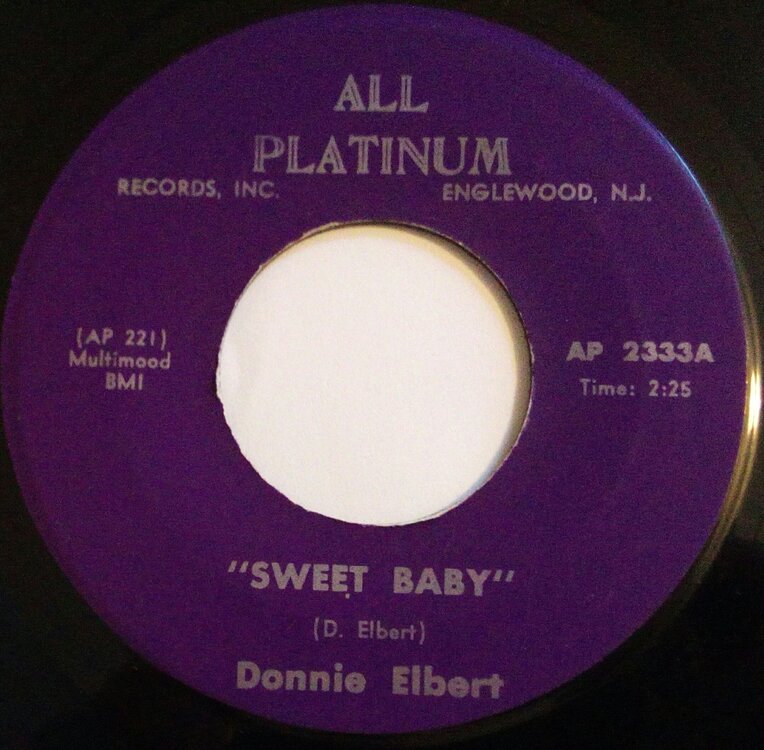 ALL
PLATINUM
RECORDS, INC. ENGLEWOOD, N.J.
(AP 221)
Multimood
BMI
AP 2333A
Time: 2:25
"SWEET BABY"
(D. Elbert)
Donnie Elbert